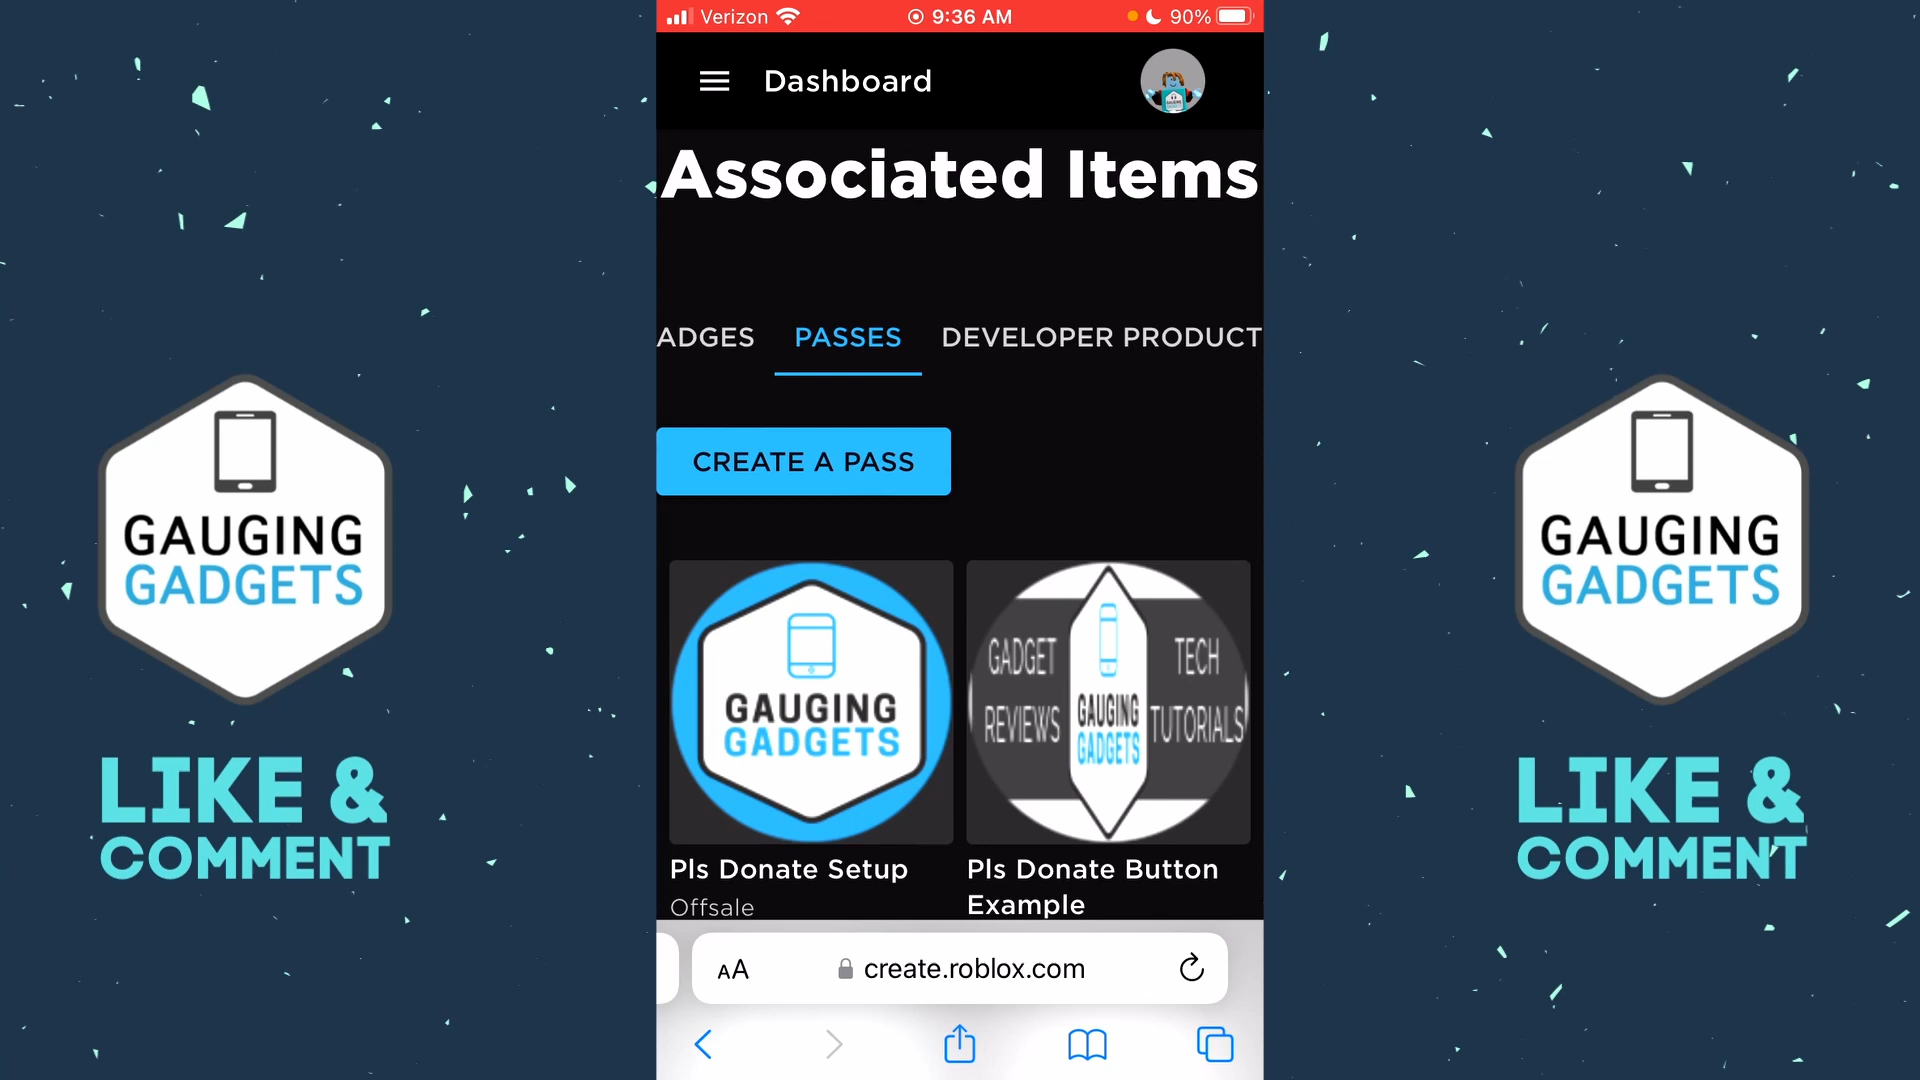 Verizon 9:36 AM 90%
Dashboard
Associated Items
ADGES PASSES DEVELOPER PRODUCT
CREATE A PASS
GAUGING
GADGETS
GADGET
REVIEWS
GAUGING
GADGETS
TECH
TUTORIALS
Pls Donate Setup
Offsale
Pls Donate Button
Example
AA create.roblox.com
GAUGING
GADGETS
LIKE &
COMMENT
GAUGING
GADGETS
LIKE &
COMMENT